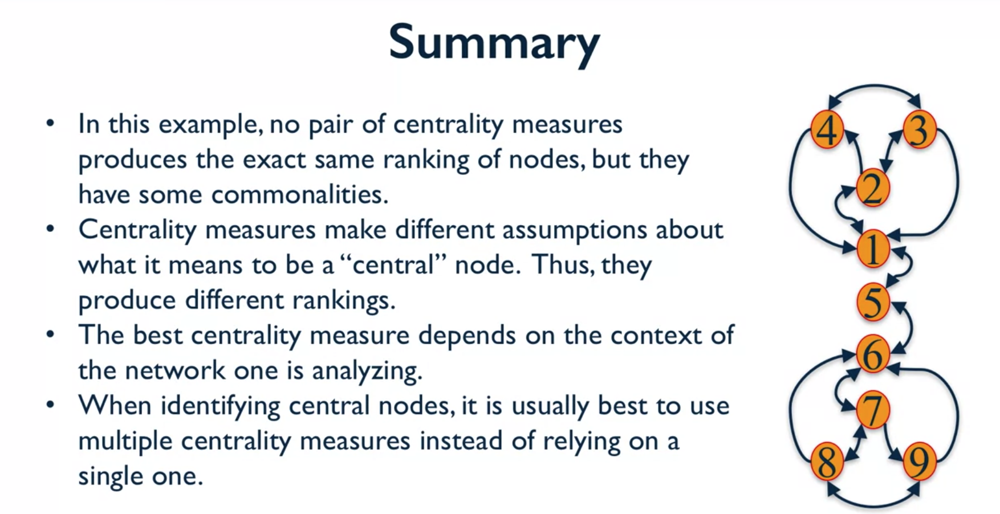 Summary
• In this example, no pair of centrality measures
produces the exact same ranking of nodes, but they
have some commonalities.
• Centrality measures make different assumptions about
what it means to be a “central” node. Thus, they
produce different rankings.
• The best centrality measure depends on the context of
the network one is analyzing.
• When identifying central nodes, it is usually best to use
multiple centrality measures instead of relying on a
single one.
4 3
2
1
5
6
7
8 9